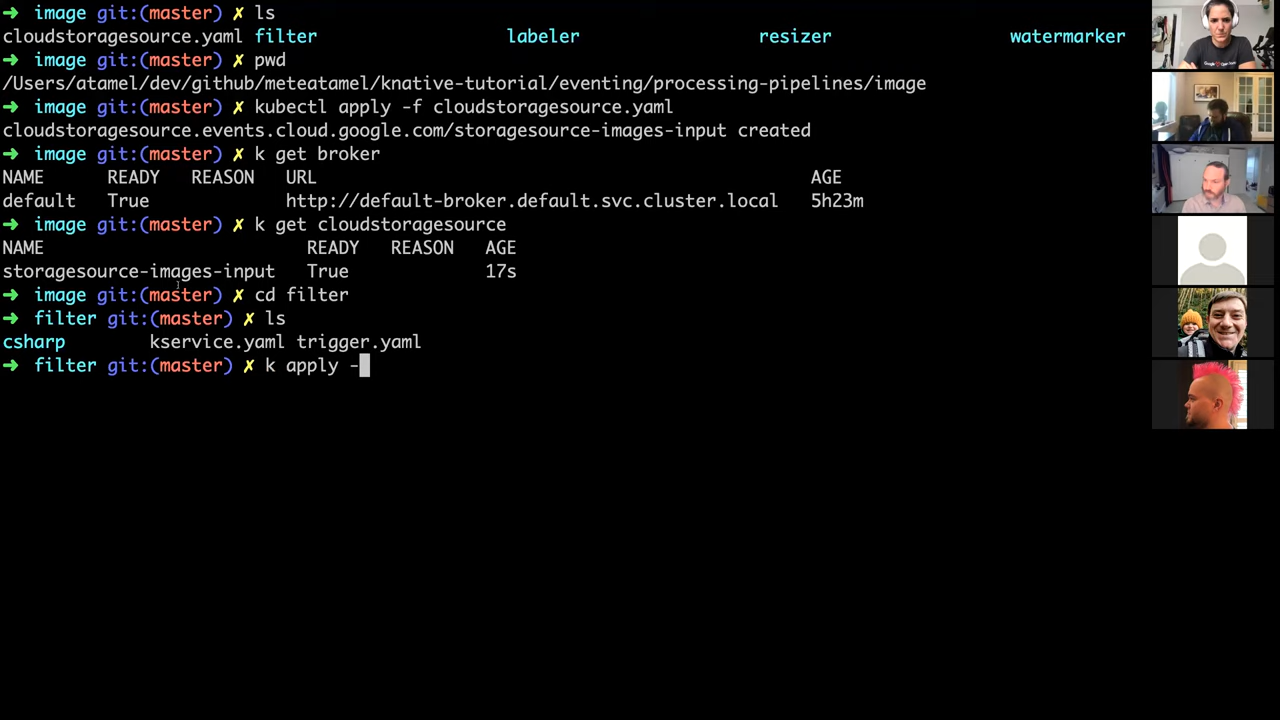 ➜ image git:(master) ✗ ls
cloudstoragesource.yaml filter labeler resizer watermarker
➜ image git:(master) ✗ pwd
/Users/atamel/dev/github/meteatamel/knative-tutorial/eventing/processing-pipelines/image
➜ image git:(master) ✗ kubectl apply -f cloudstoragesource.yaml
cloudstoragesource.events.cloud.google.com/storagesource-images-input created
➜ image git:(master) ✗ k get broker
NAME READY REASON URL AGE
default True http://default-broker.default.svc.cluster.local 5h23m
➜ image git:(master) ✗ k get cloudstoragesource
NAME READY REASON AGE
storagesource-images-input True 17s
➜ image git:(master) ✗ cd filter
➜ filter git:(master) ✗ ls
csharp kservice.yaml trigger.yaml
➜ filter git:(master) ✗ k apply -